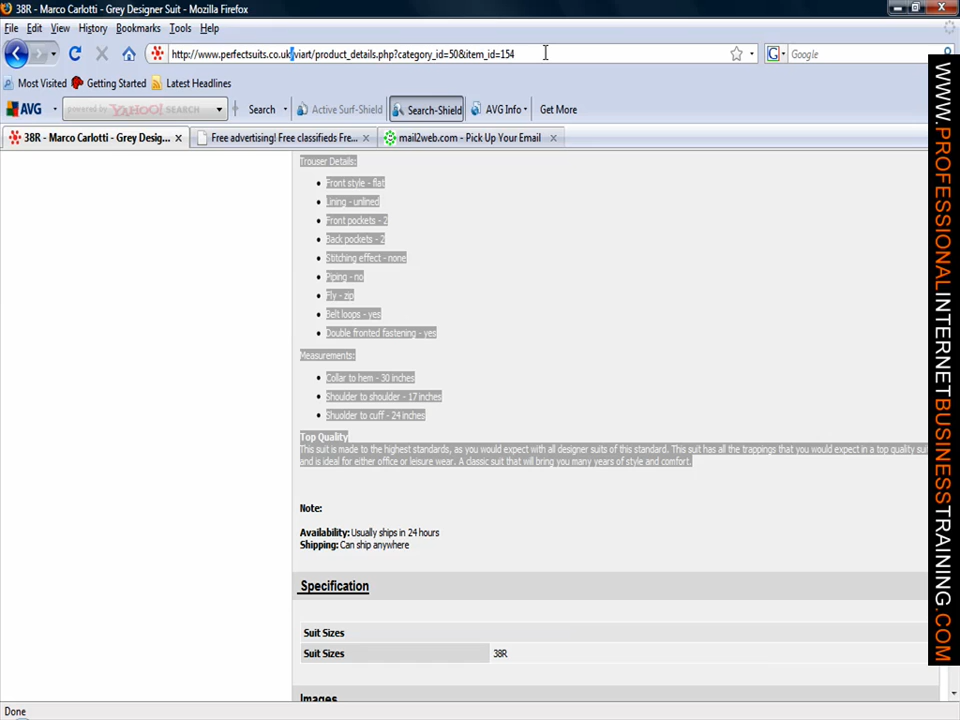 38R - Marco Carlotti - Grey Designer Suit - Mozilla Firefox
File Edit View History Bookmarks Tools Help
http://www.perfectsuits.co.uk/viart/product_details.php?category_id=50&item_id=154
Google
Most Visited Getting Started Latest Headlines
AVG powered by YAHOO! SEARCH Search Active Surf-Shield Search-Shield AVG Info Get More
38R - Marco Carlotti - Grey Desig... Free advertising! Free classifieds Fre... mail2web.com - Pick Up Your Email
Trouser Details:
Front style - flat
Lining - unlined
Front pockets - 2
Back pockets - 2
Stitching effect - none
Piping - no
Fly - zip
Belt loops - yes
Double fronted fastening - yes
Measurements:
Collar to hem - 30 inches
Shoulder to shoulder - 17 inches
Shuolder to cuff - 24 inches
Top Quality
This suit is made to the highest standards, as you would expect with all designer suits of this standard. This suit has all the trappings that you would expect in a top quality sui
and is ideal for either office or leisure wear. A classic suit that will bring you many years of style and comfort.
Note:
Availability: Usually ships in 24 hours
Shipping: Can ship anywhere
Specification
Suit Sizes
Suit Sizes 38R
Images
Done
WWW.PROFESSIONALINTERNETBUSINESSTRAINING.COM